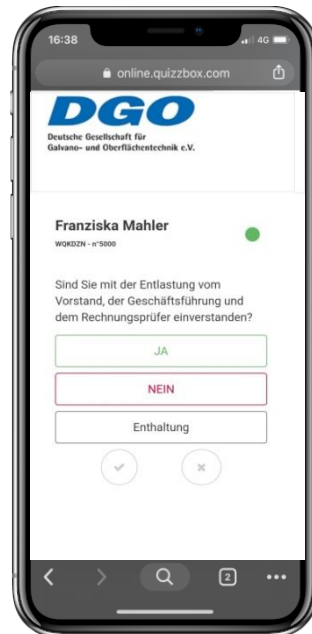 16:38
4G
online.quizzbox.com
DGO
Deutsche Gesellschaft für
Galvano- und Oberflächentechnik e.V.
Franziska Mahler
WQKDZN - n°5000
Sind Sie mit der Entlastung vom
Vorstand, der Geschäftsführung und
dem Rechnungsprüfer einverstanden?
JA
NEIN
Enthaltung
2